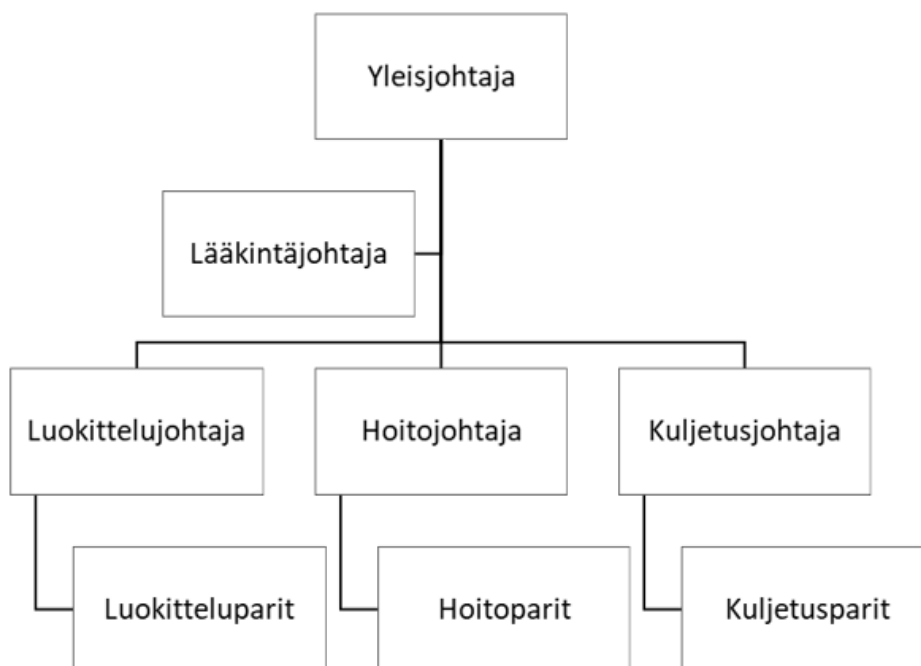 Yleisjohtaja
Lääkintäjohtaja
Luokittelujohtaja
Hoitojohtaja
Kuljetusjohtaja
Luokitteluparit
Hoitoparit
Kuljetusparit